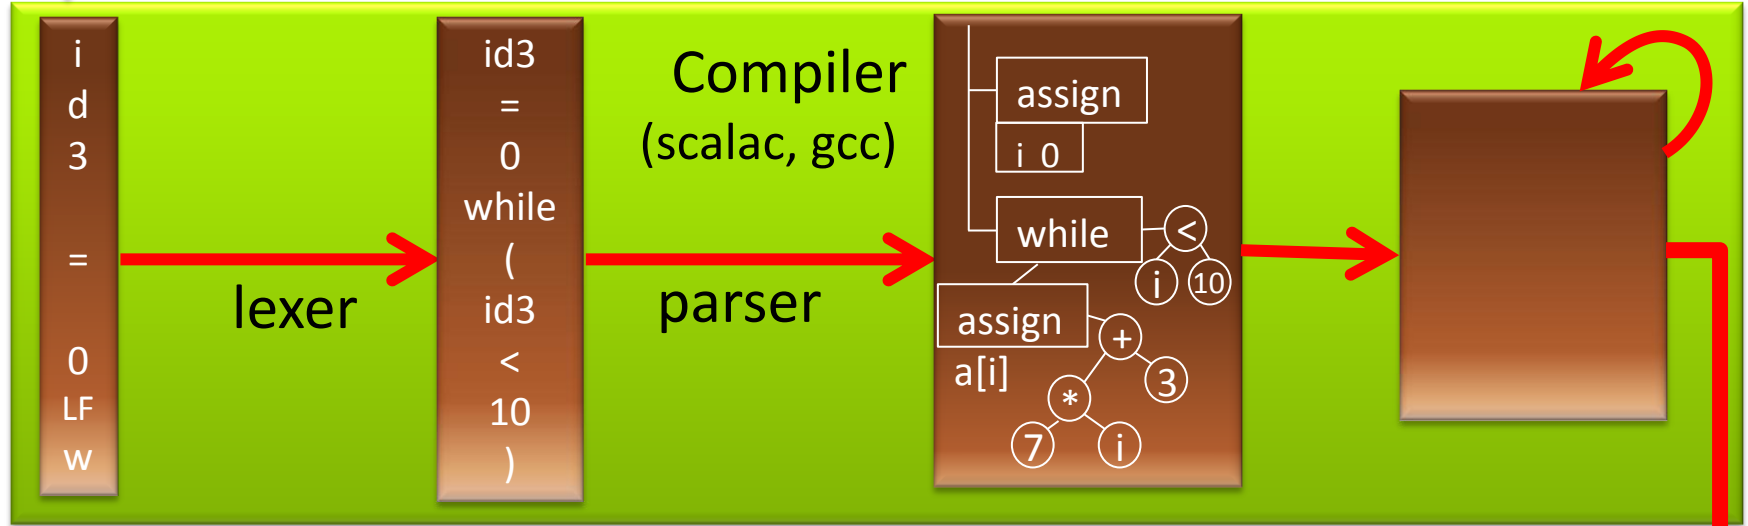 i
d
3
=
0
LF
w
lexer
id3
=
0
while
(
id3
<
10
)
Compiler
(scalac, gcc)
parser
assign
i 0
while
<
i
10
assign
a[i]
+
3
*
7
i